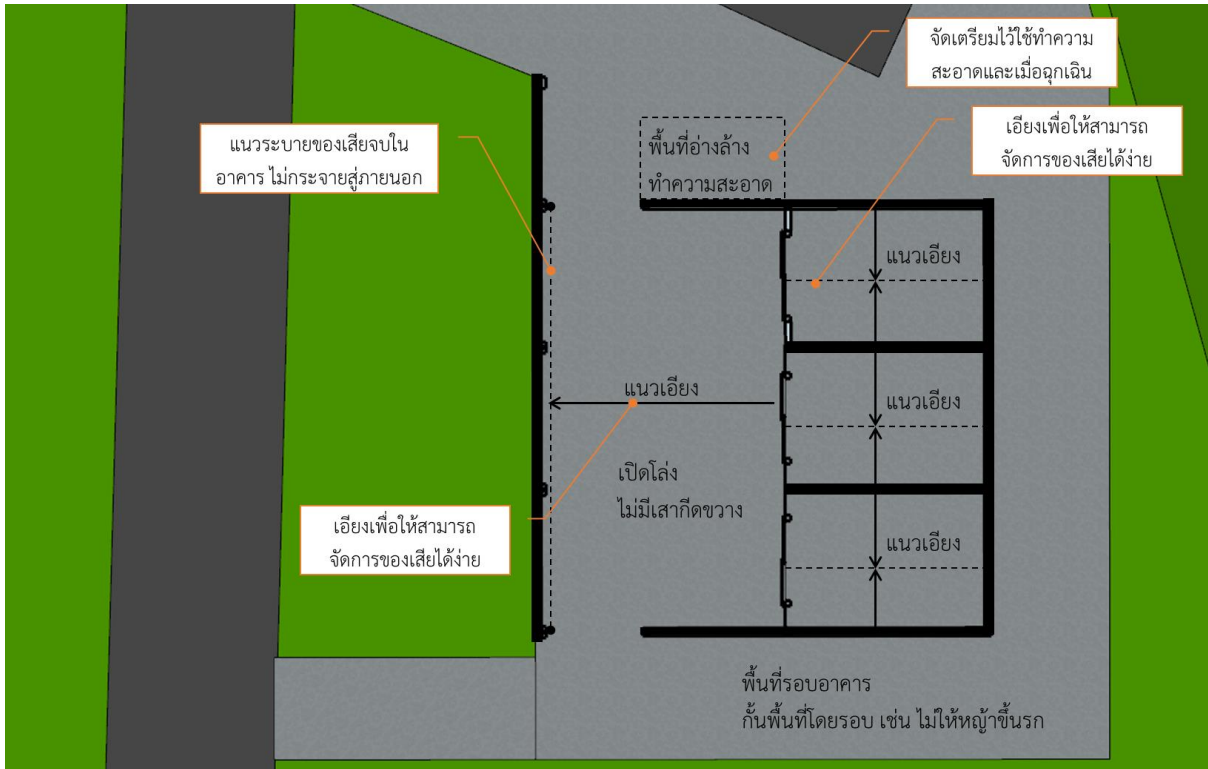 จัดเตรียมไว้ใช้ทำความ
สะอาดและเมื่อฉุกเฉิน
แนวระบายของเสียจบใน
อาคาร ไม่กระจายสู่ภายนอก
พื้นที่อ่างล้าง
ทำความสะอาด
เอียงเพื่อให้สามารถ
จัดการของเสียได้ง่าย
แนวเอียง
แนวเอียง
แนวเอียง
เปิดโล่ง
ไม่มีเสากีดขวาง
เอียงเพื่อให้สามารถ
จัดการของเสียได้ง่าย
แนวเอียง
พื้นที่รอบอาคาร
กั้นพื้นที่โดยรอบ เช่น ไม่ให้หญ้าขึ้นรก